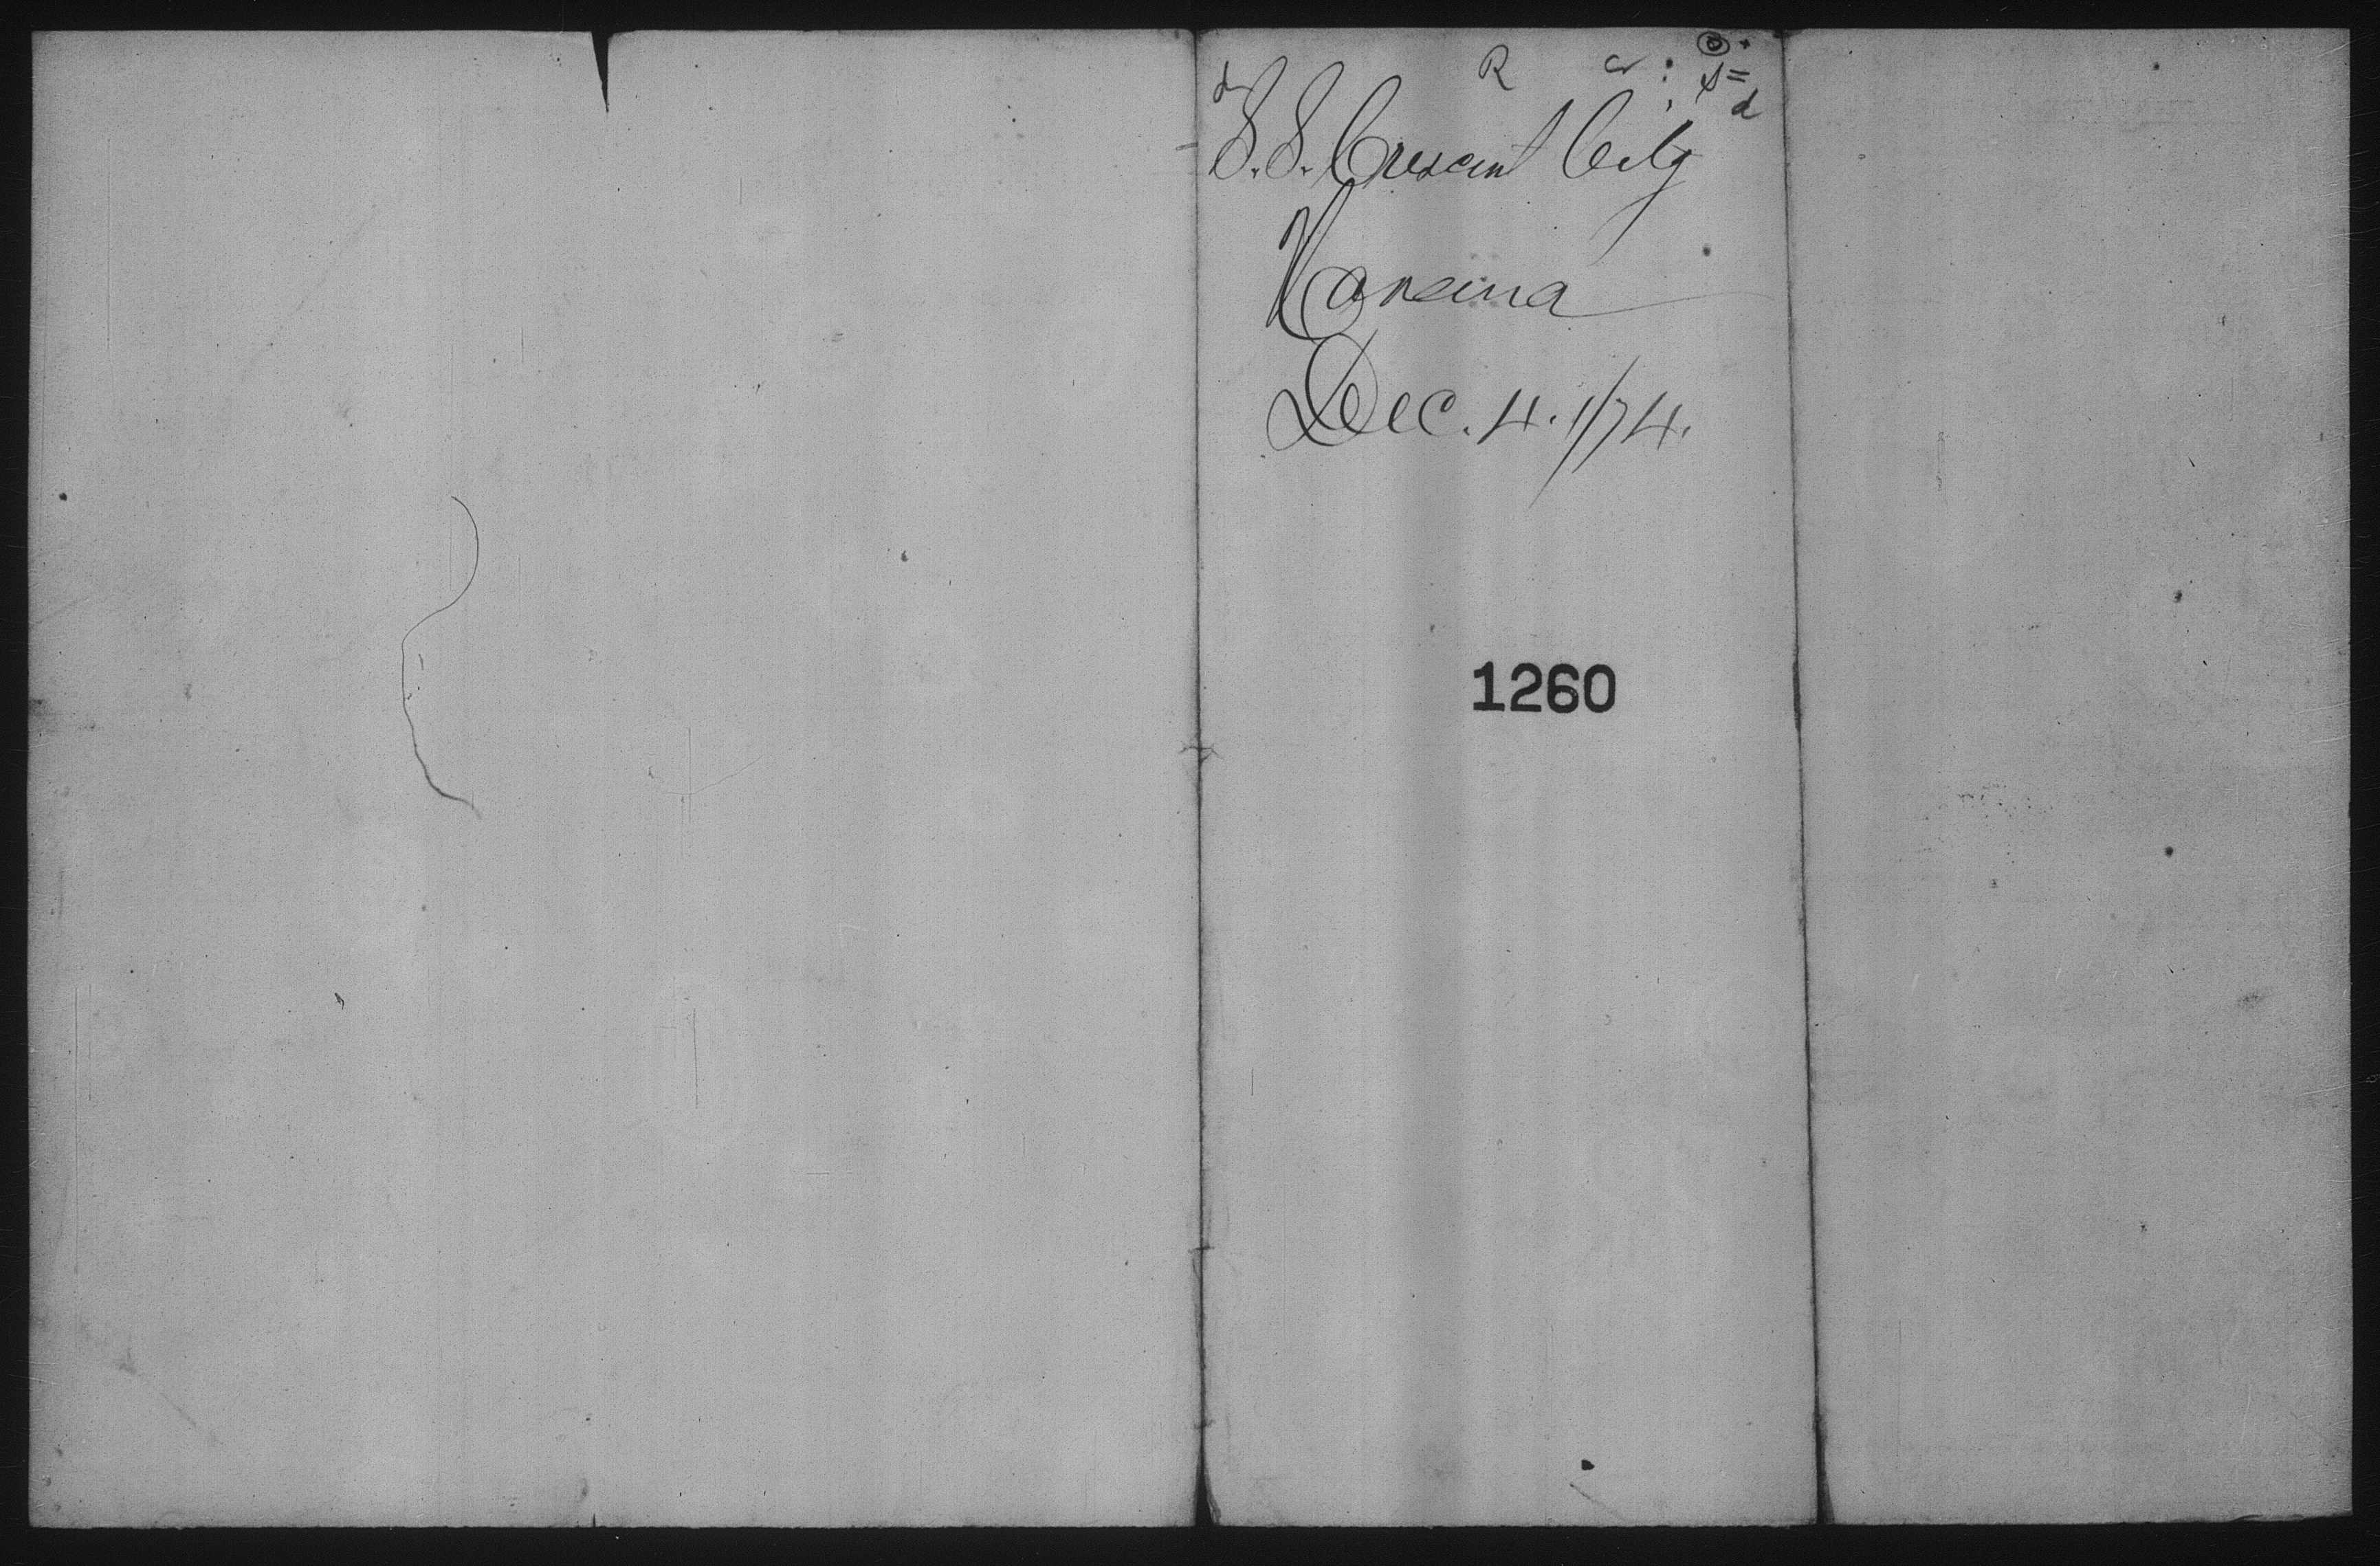 R
S.S. Crescent City
Havana
Dec. 4. 1/74.
1260